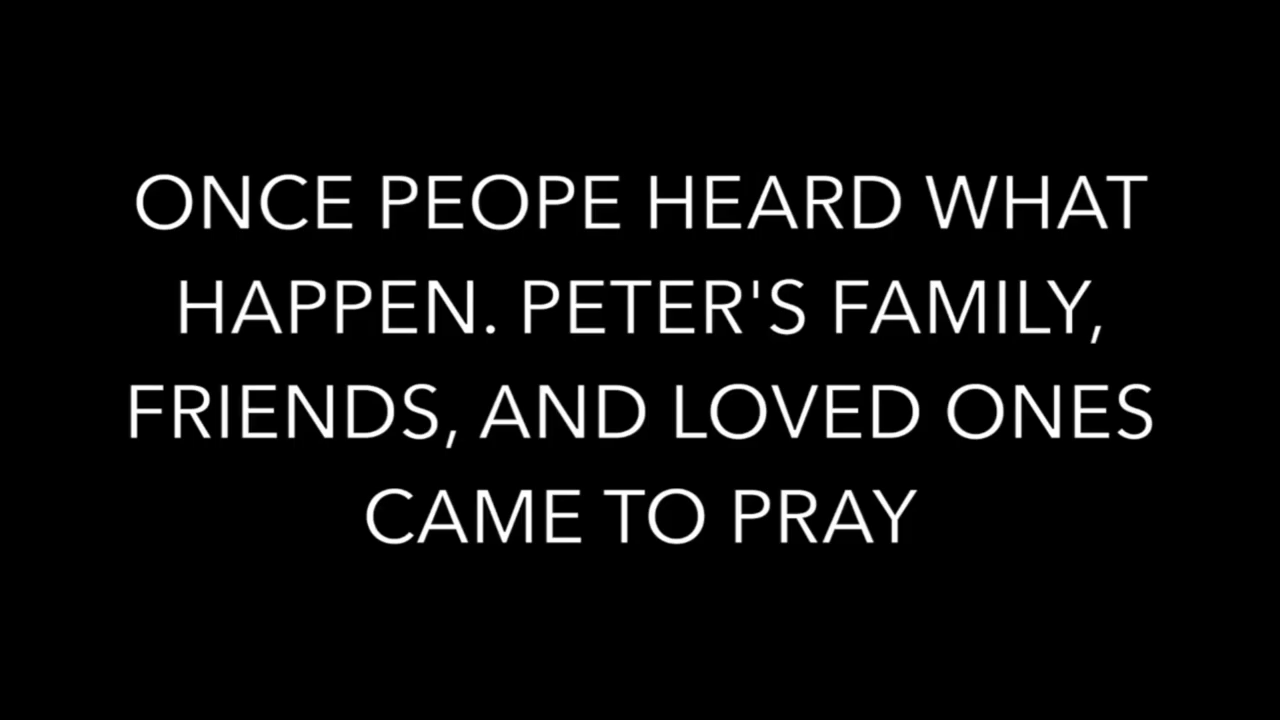 ONCE PEOPE HEARD WHAT
HAPPEN. PETER'S FAMILY,
FRIENDS, AND LOVED ONES
CAME TO PRAY